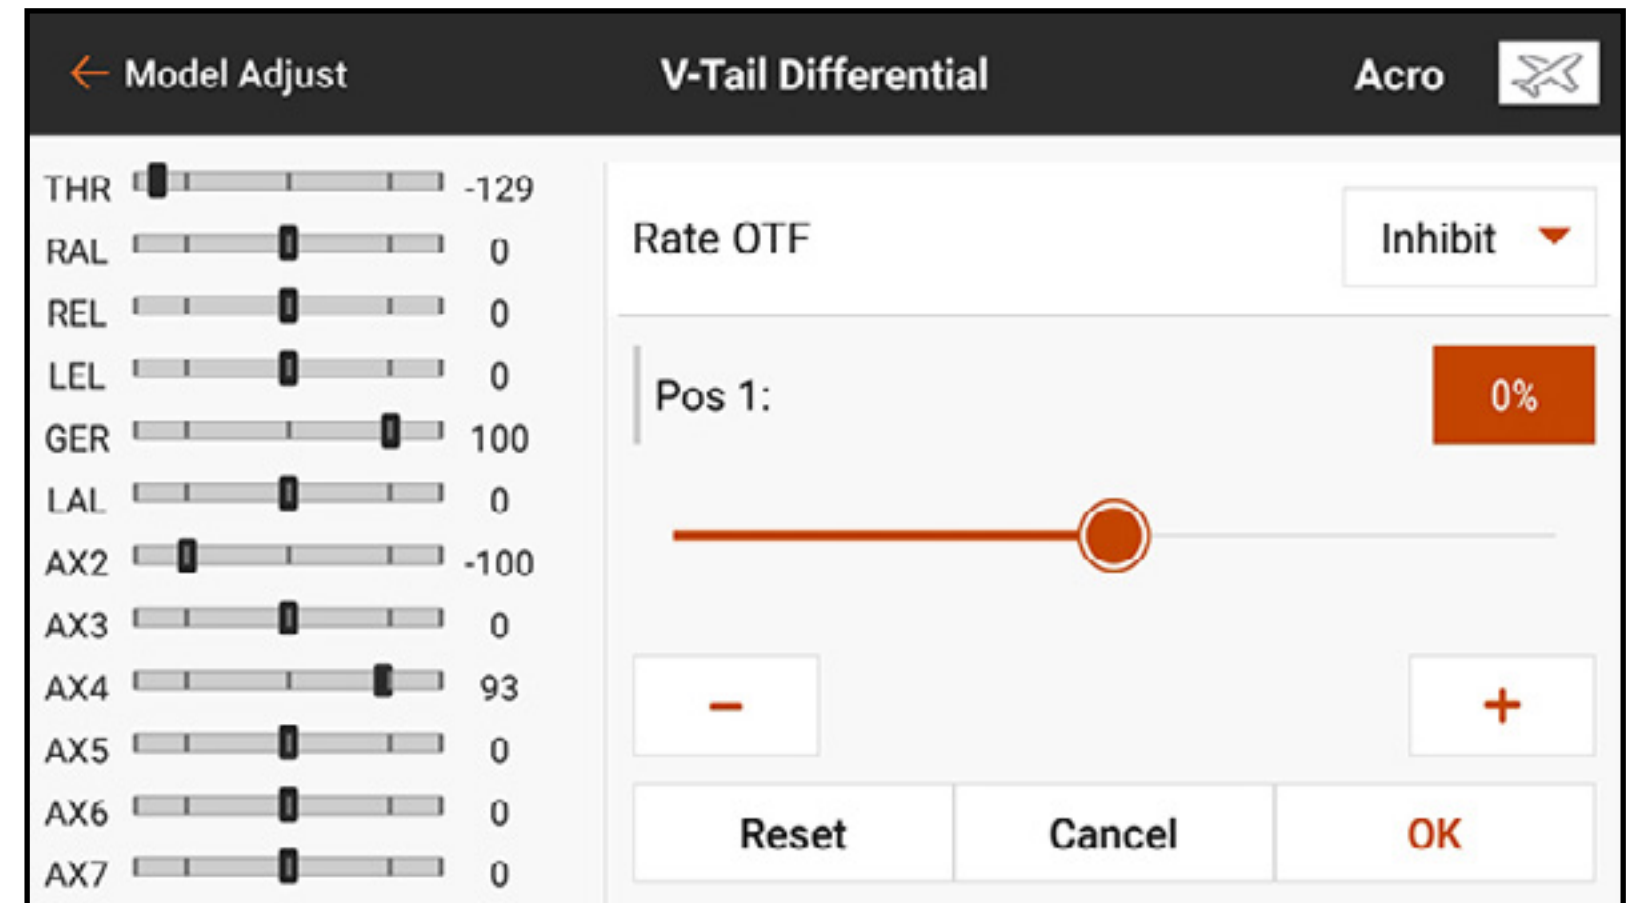 Model Adjust
V-Tail Differential
Acro
THR -129
RAL 0
REL 0
LEL 0
GER 100
LAL 0
AX2 -100
AX3 0
AX4 93
AX5 0
AX6 0
AX7 0
Rate OTF
Inhibit
Pos 1:
0%
-
+
Reset
Cancel
OK